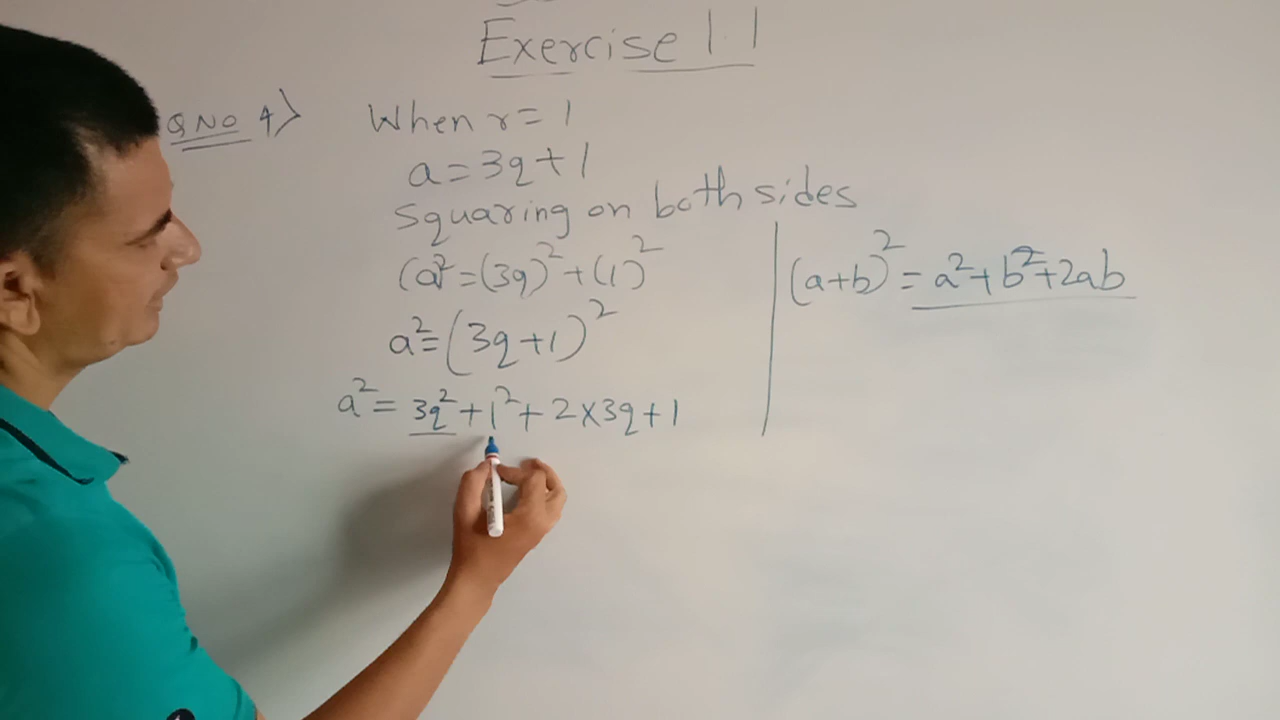 Exercise 1.1
Q NO 4>
When r = 1
a = 3q + 1
Squaring on both sides
(a² = (3q)² + (1)²
a² = (3q+1)²
a² = 3q² + 1² + 2×3q+1
(a+b)² = a² + b² + 2ab